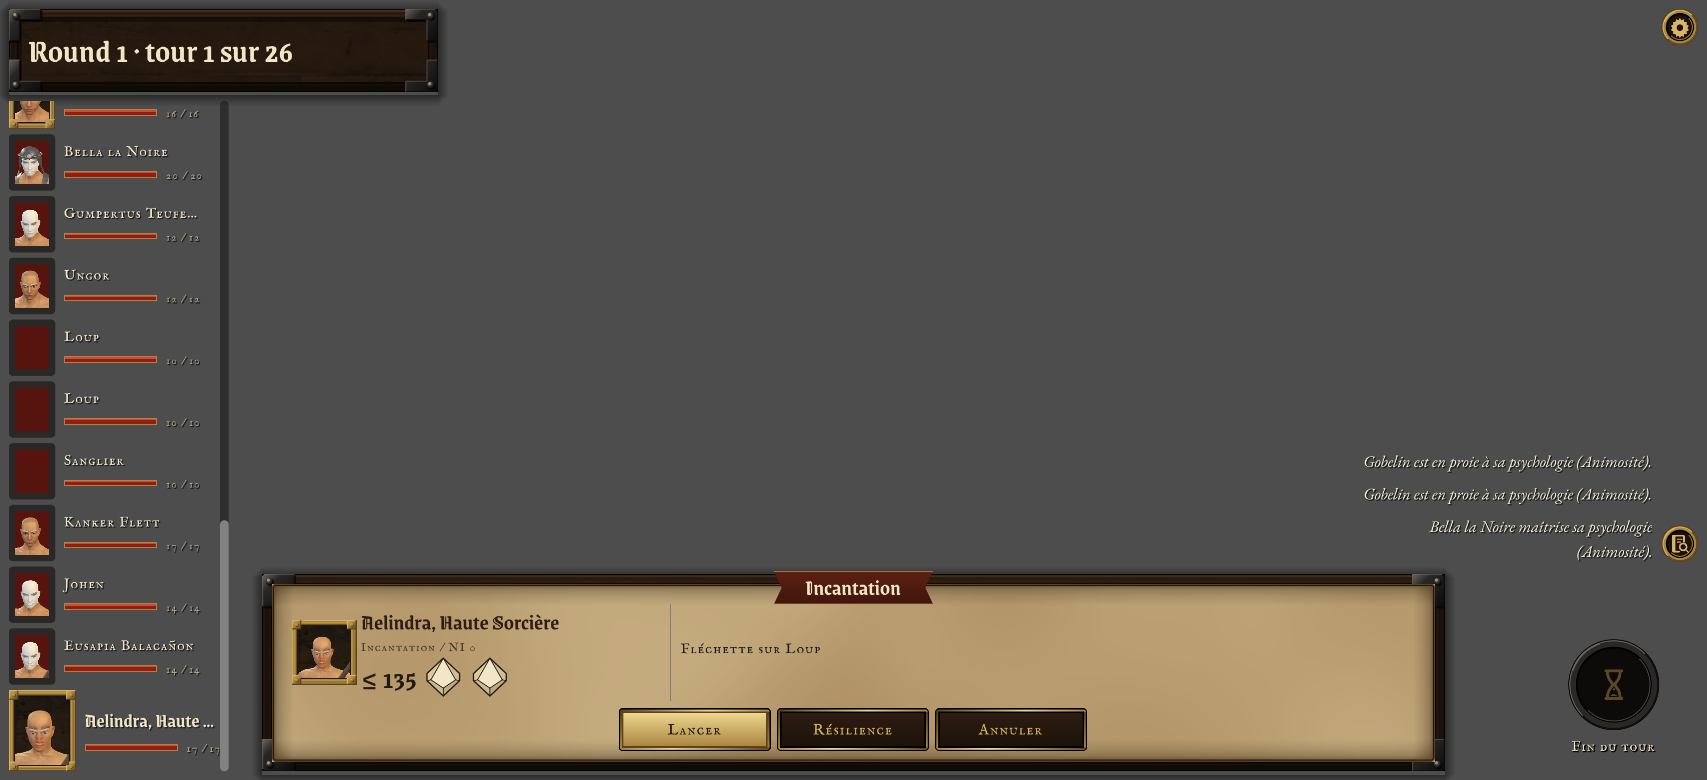 Round 1 · tour 1 sur 26
16 / 16
Bella la Noire
20 / 20
Gumpertus Teufe...
12 / 12
Ungor
12 / 12
Loup
10 / 10
Loup
10 / 10
Sanglier
10 / 10
Kanker Flett
17 / 17
Johen
14 / 14
Eusapia Balacañón
14 / 14
Aelindra, Haute ...
17 / 17
Gobelin est en proie à sa psychologie (Animosité).
Gobelin est en proie à sa psychologie (Animosité).
Bella la Noire maîtrise sa psychologie
(Animosité).
Incantation
Aelindra, Haute Sorcière
Incantation / NI 0
≤ 135
Fléchette sur Loup
Lancer
Résilience
Annuler
Fin du tour